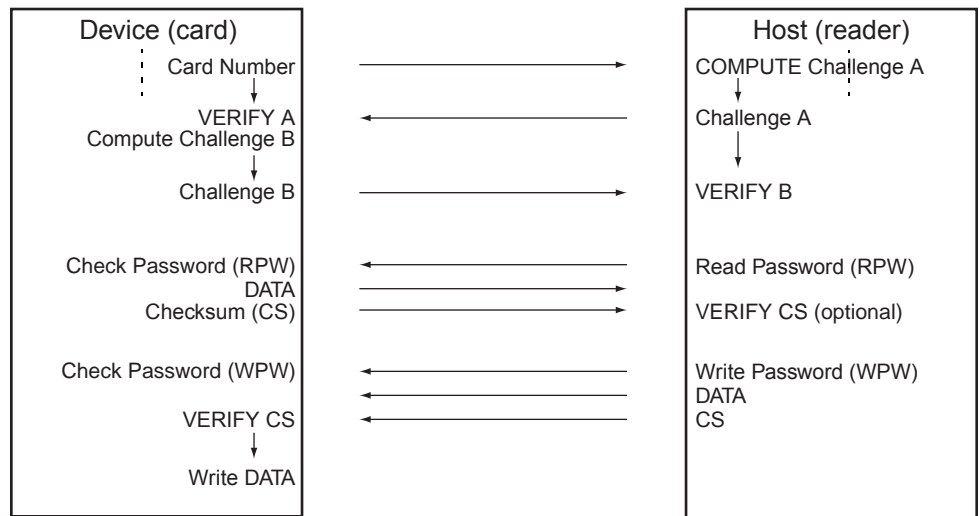 Device (card)
Host (reader)
Card Number
COMPUTE Challenge A
VERIFY A
Challenge A
Compute Challenge B
Challenge B
VERIFY B
Check Password (RPW)
Read Password (RPW)
DATA
Checksum (CS)
VERIFY CS (optional)
Check Password (WPW)
Write Password (WPW)
DATA
VERIFY CS
CS
Write DATA